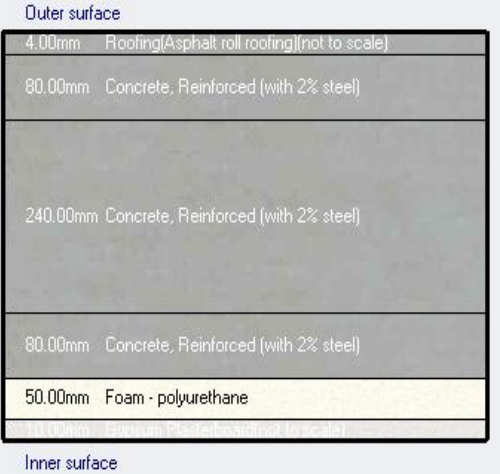 Outer surface
4.00mm Roofing(Asphalt roll roofing)(not to scale)
80.00mm Concrete, Reinforced (with 2% steel)
240.00mm Concrete, Reinforced (with 2% steel)
80.00mm Concrete, Reinforced (with 2% steel)
50.00mm Foam - polyurethane
10.00mm Gypsum Plasterboard(not to scale)
Inner surface